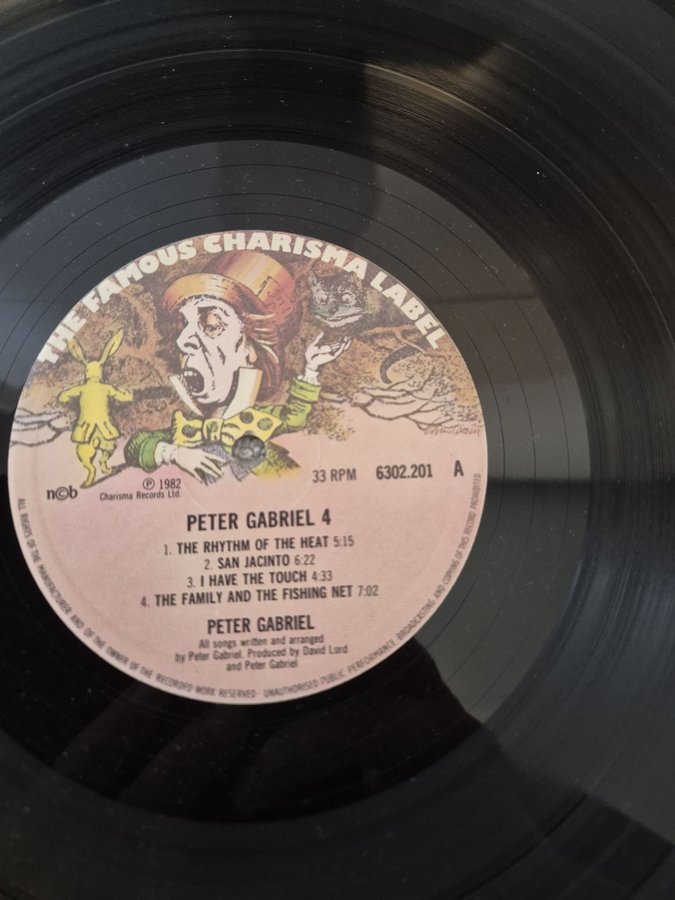 THE FAMOUS CHARISMA LABEL
33 RPM 6302.201 A
n©b ℗ 1982
Charisma Records Ltd.
PETER GABRIEL 4
1. THE RHYTHM OF THE HEAT 5:15
2. SAN JACINTO 6:22
3. I HAVE THE TOUCH 4:33
4. THE FAMILY AND THE FISHING NET 7:02
PETER GABRIEL
All songs written and arranged
by Peter Gabriel. Produced by David Lord
and Peter Gabriel
ALL RIGHTS OF THE MANUFACTURER AND OF THE OWNER OF THE RECORDED WORK RESERVED· UNAUTHORISED PUBLIC PERFORMANCE BROADCASTING AND COPYING OF THIS RECORD PROHIBITED